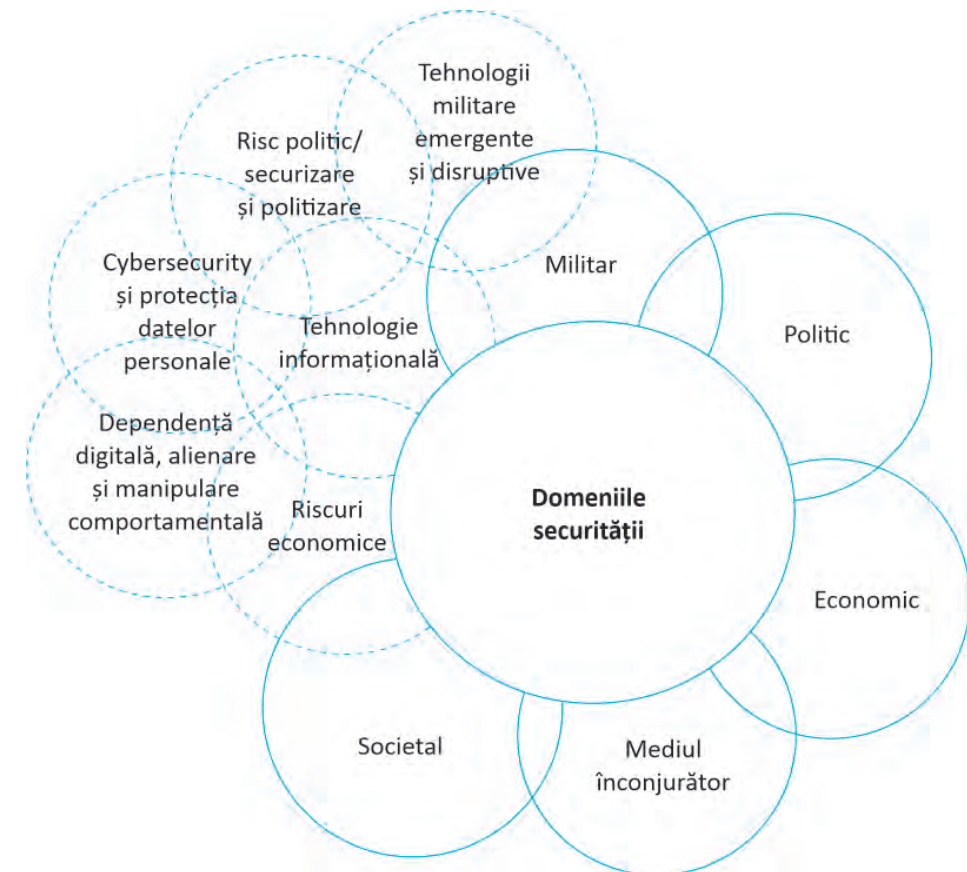 Tehnologii
militare
emergente
și disruptive
Risc politic/
securizare
și politizare
Militar
Cybersecurity
și protecția
datelor
personale
Tehnologie
informațională
Politic
Dependență
digitală, alienare
și manipulare
comportamentală
Riscuri
economice
Domeniile
securității
Economic
Societal
Mediul
înconjurător